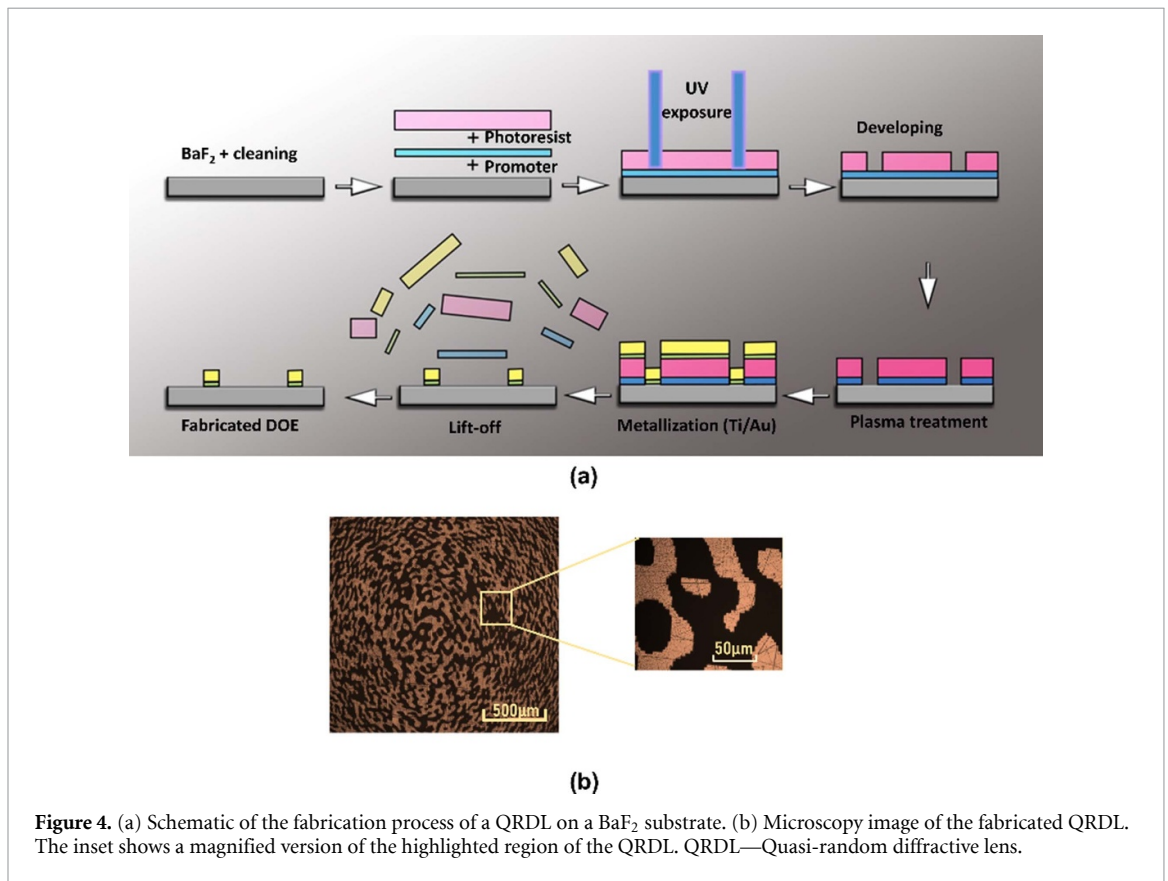 BaF₂ + cleaning
+ Photoresist
+ Promoter
UV
exposure
Developing
Fabricated DOE
Lift-off
Metallization (Ti/Au)
Plasma treatment
(a)
500μm
50μm
(b)
Figure 4. (a) Schematic of the fabrication process of a QRDL on a BaF₂ substrate. (b) Microscopy image of the fabricated QRDL.
The inset shows a magnified version of the highlighted region of the QRDL. QRDL—Quasi-random diffractive lens.